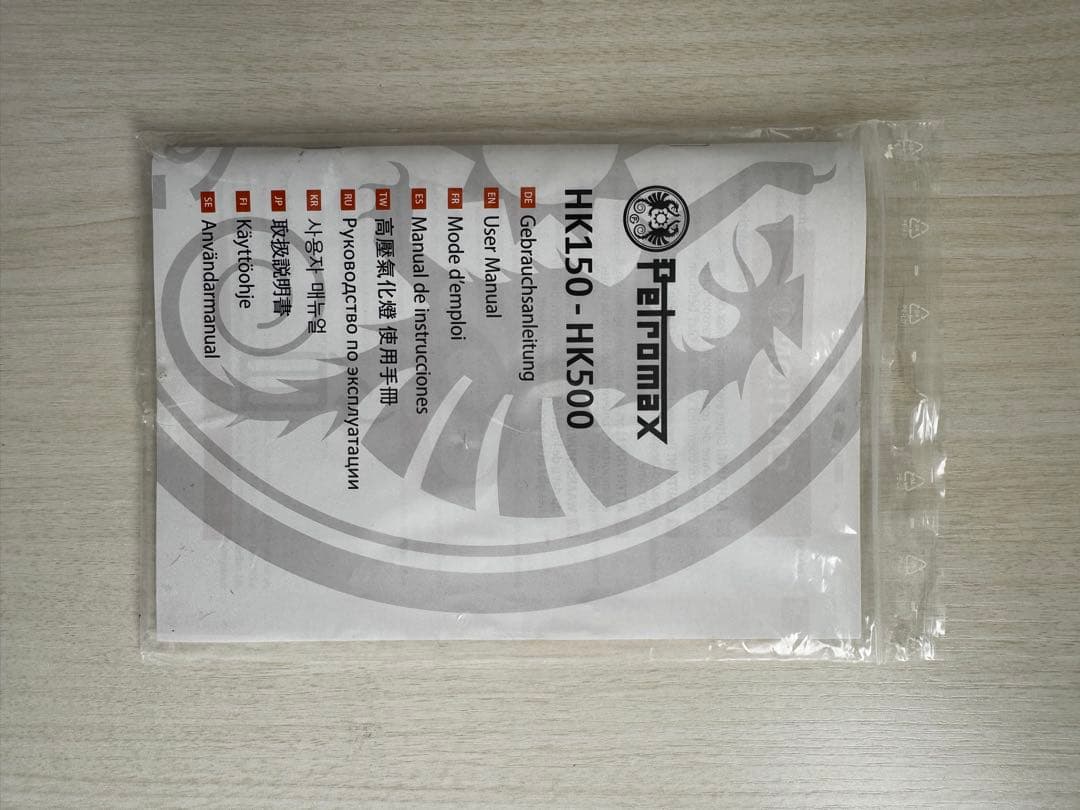 Petromax
HK150 - HK500
DE Gebrauchsanleitung
EN User Manual
FR Mode d'emploi
ES Manual de instrucciones
TW 高壓氣化燈 使用手冊
RU Руководство по эксплуатации
KR 사용자 매뉴얼
JP 取扱説明書
FI Käyttöohje
SE Användarmanual